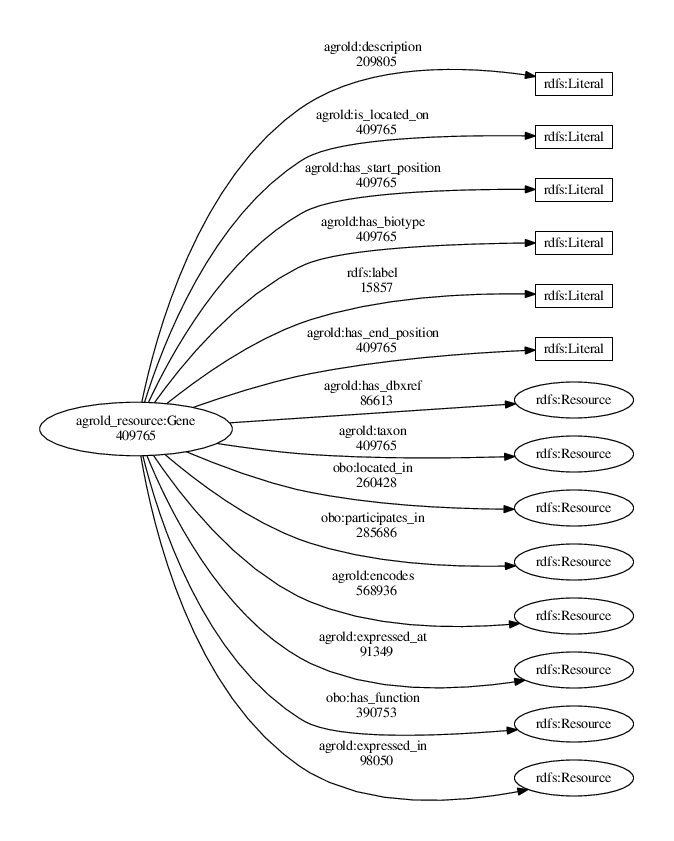 agrold:description
209805
rdfs:Literal
agrold:is_located_on
409765
rdfs:Literal
agrold:has_start_position
409765
rdfs:Literal
agrold:has_biotype
409765
rdfs:Literal
rdfs:label
15857
rdfs:Literal
agrold:has_end_position
409765
rdfs:Literal
agrold:has_dbxref
86613
rdfs:Resource
agrold_resource:Gene
409765
agrold:taxon
409765
rdfs:Resource
obo:located_in
260428
rdfs:Resource
obo:participates_in
285686
rdfs:Resource
agrold:encodes
568936
rdfs:Resource
agrold:expressed_at
91349
rdfs:Resource
obo:has_function
390753
rdfs:Resource
agrold:expressed_in
98050
rdfs:Resource